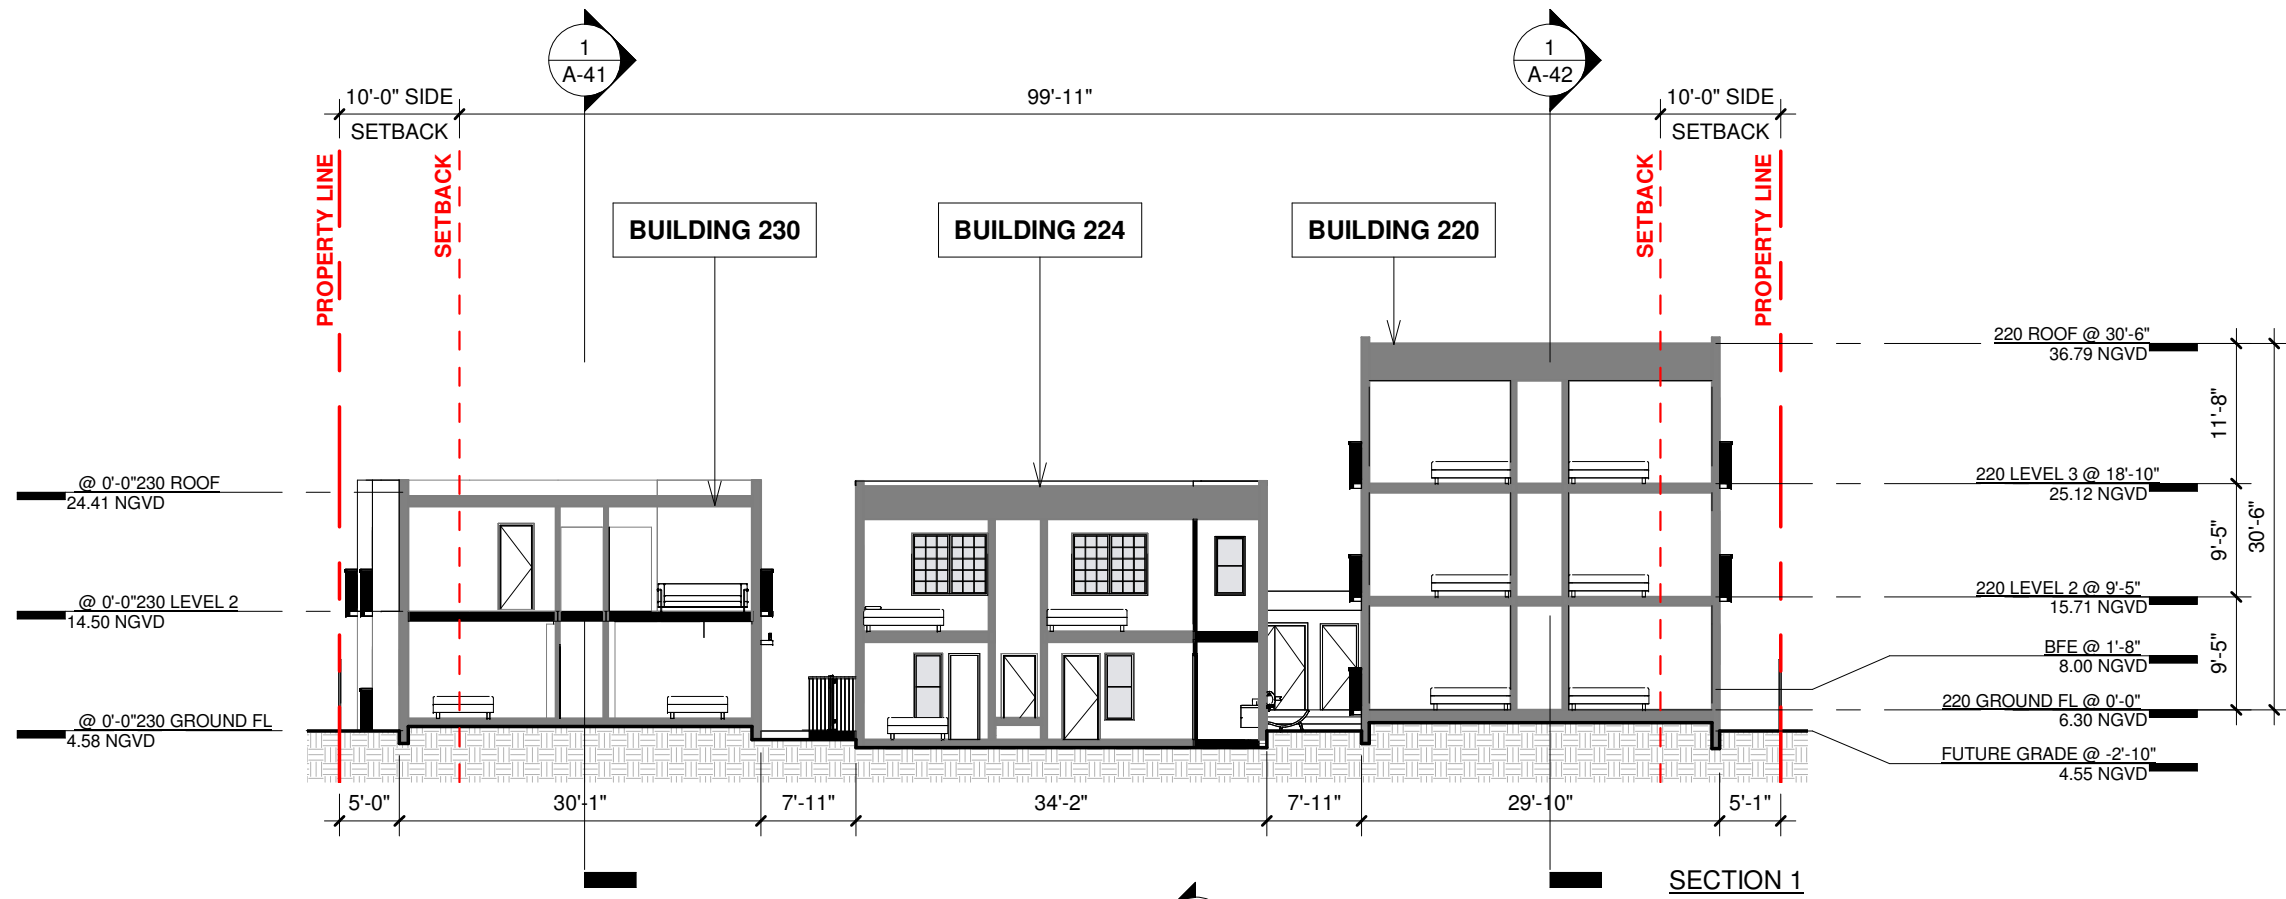 1
A-41
1
A-42
10'-0" SIDE
SETBACK
99'-11"
10'-0" SIDE
SETBACK
PROPERTY LINE
SETBACK
SETBACK
PROPERTY LINE
BUILDING 230
BUILDING 224
BUILDING 220
@ 0'-0"230 ROOF
24.41 NGVD
@ 0'-0"230 LEVEL 2
14.50 NGVD
@ 0'-0"230 GROUND FL
4.58 NGVD
220 ROOF @ 30'-6"
36.79 NGVD
220 LEVEL 3 @ 18'-10"
25.12 NGVD
220 LEVEL 2 @ 9'-5"
15.71 NGVD
BFE @ 1'-8"
8.00 NGVD
220 GROUND FL @ 0'-0"
6.30 NGVD
FUTURE GRADE @ -2'-10"
4.55 NGVD
11'-8"
9'-5"
9'-5"
30'-6"
5'-0"
30'-1"
7'-11"
34'-2"
7'-11"
29'-10"
5'-1"
SECTION 1